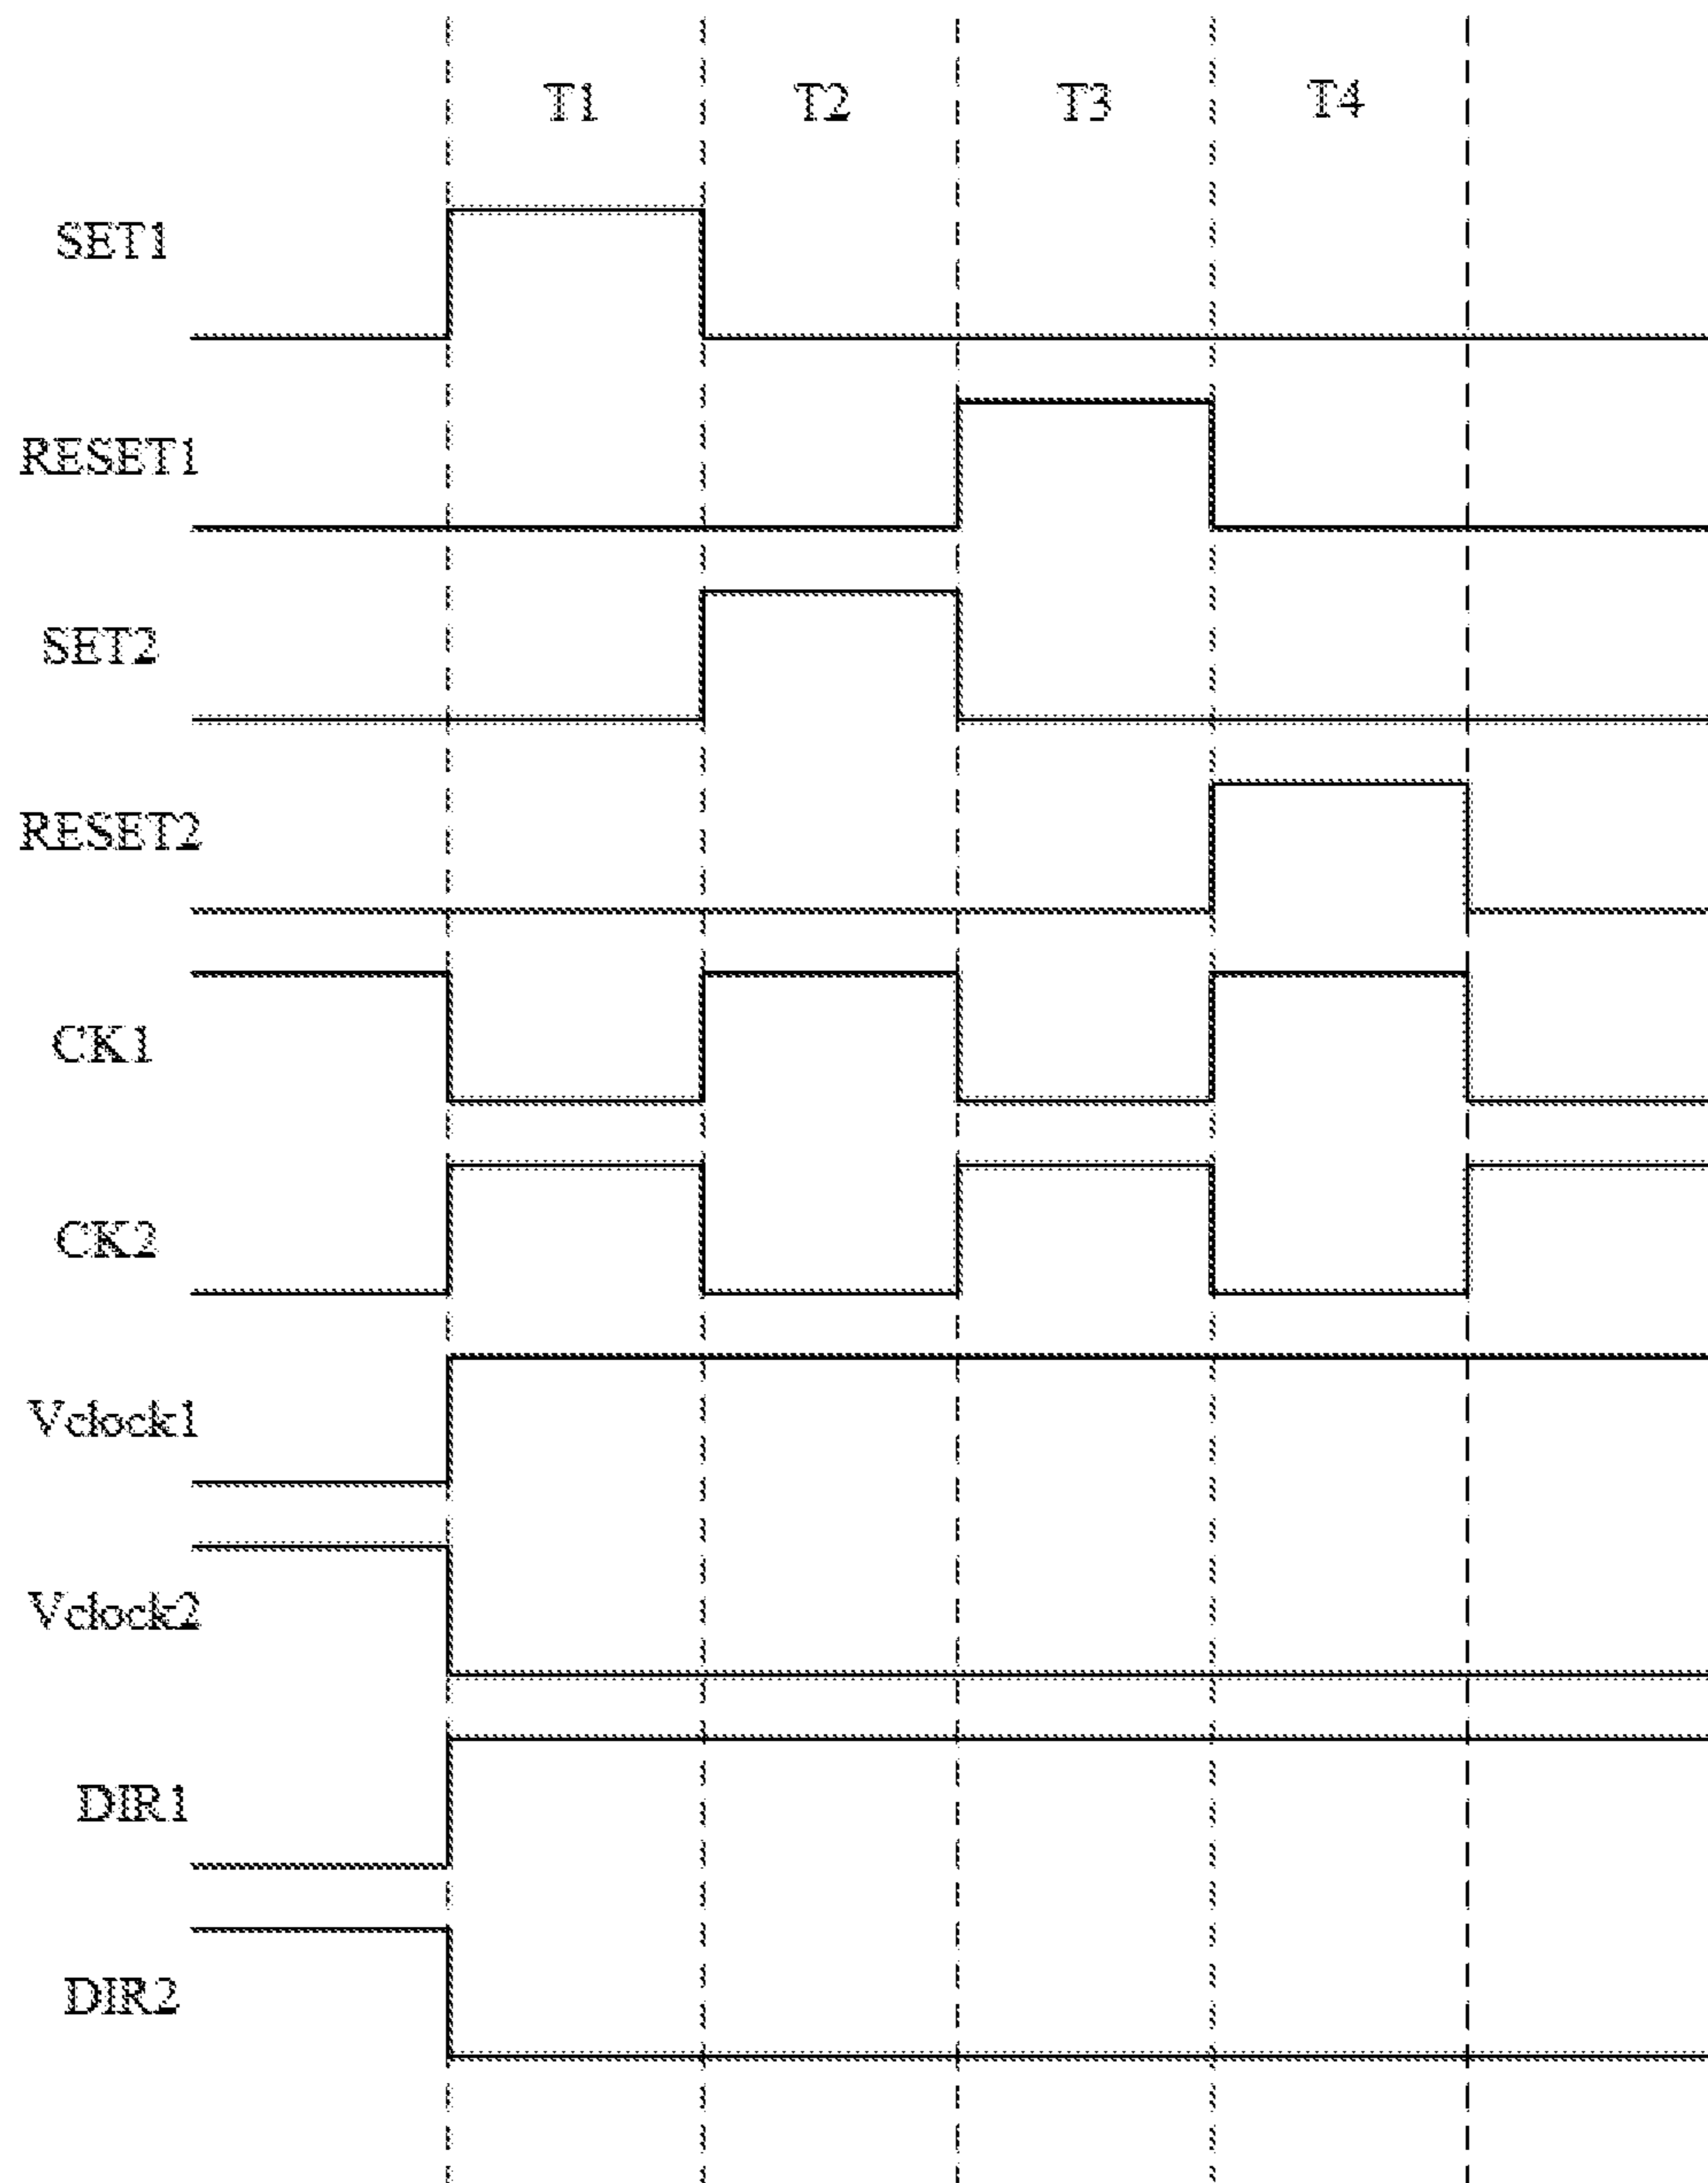 T1 T2 T3 T4
SET1
RESET1
SET2
RESET2
CK1
CK2
Vclock1
Vclock2
DIR1
DIR2